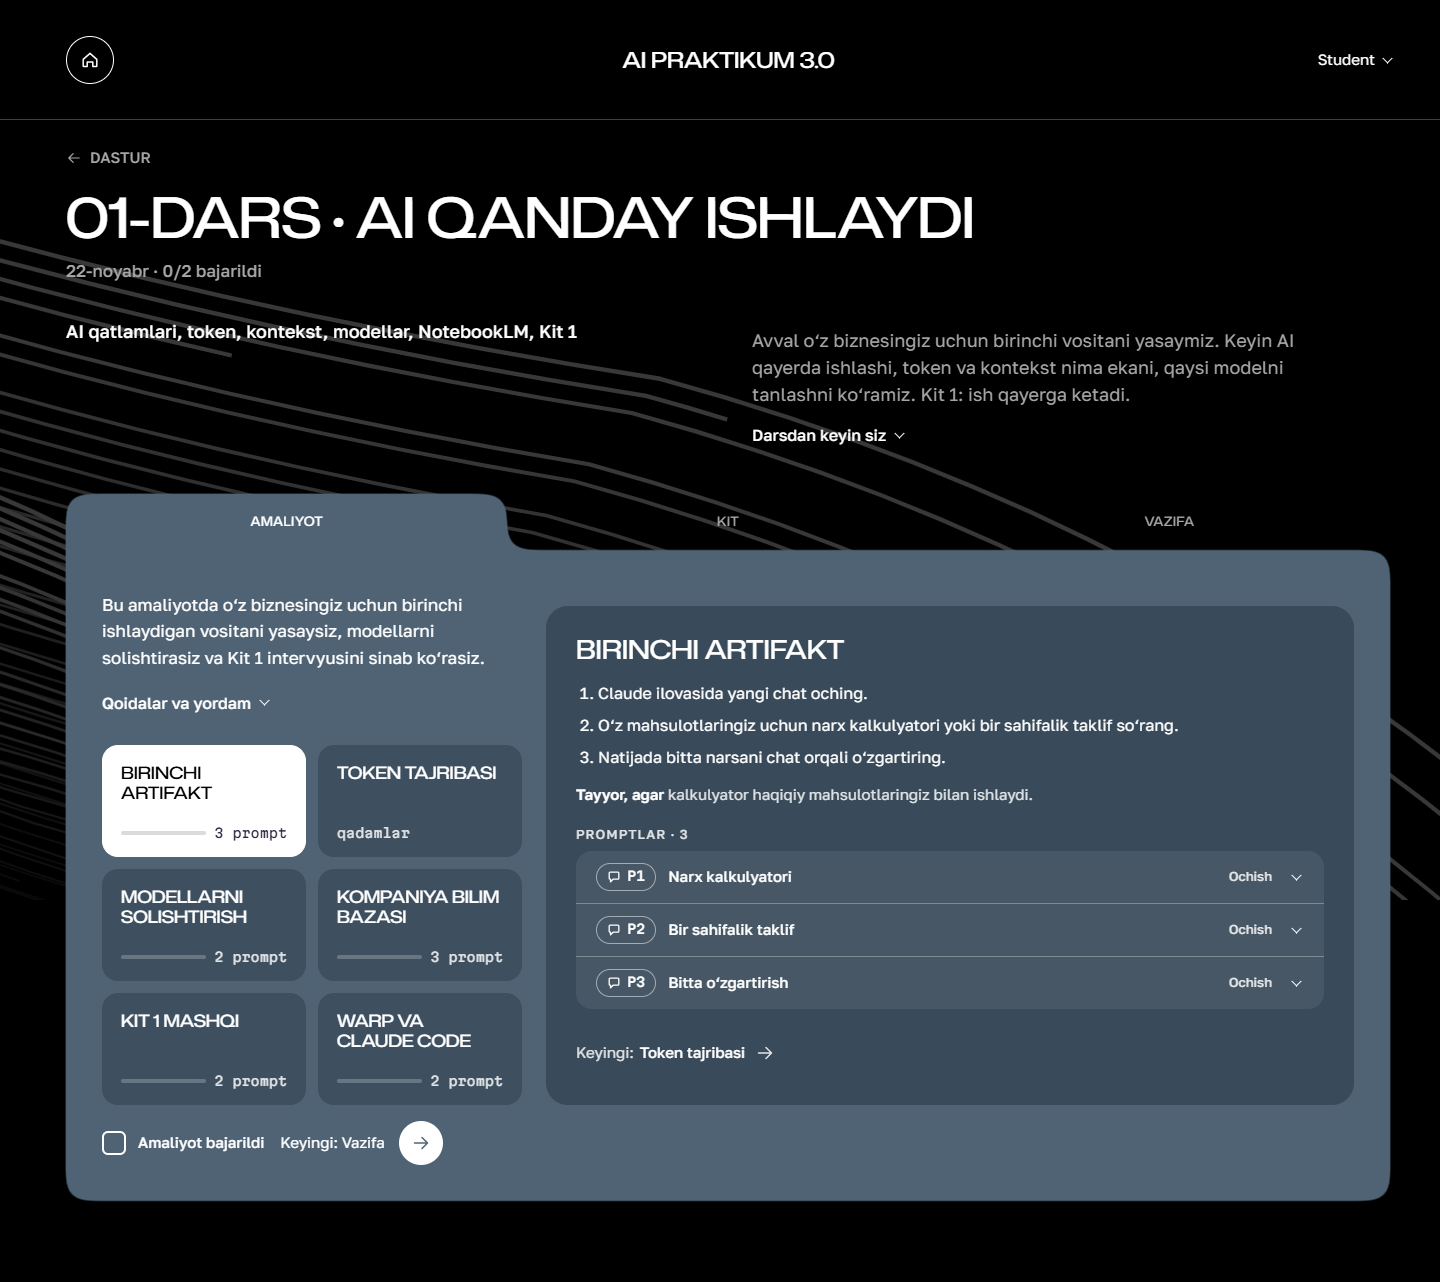 AI PRAKTIKUM 3.0
Student
DASTUR
01-DARS · AI QANDAY ISHLAYDI
22-noyabr · 0/2 bajarildi
AI qatlamlari, token, kontekst, modellar, NotebookLM, Kit 1
Avval o‘z biznesingiz uchun birinchi vositani yasaymiz. Keyin AI
qayerda ishlashi, token va kontekst nima ekani, qaysi modelni
tanlashni ko‘ramiz. Kit 1: ish qayerga ketadi.
Darsdan keyin siz
AMALIYOT
KIT
VAZIFA
Bu amaliyotda o‘z biznesingiz uchun birinchi
ishlaydigan vositani yasaysiz, modellarni
solishtirasiz va Kit 1 intervyusini sinab ko‘rasiz.
Qoidalar va yordam
BIRINCHI
ARTIFAKT
3 prompt
TOKEN TAJRIBASI
qadamlar
MODELLARNI
SOLISHTIRISH
2 prompt
KOMPANIYA BILIM
BAZASI
3 prompt
KIT 1 MASHQI
2 prompt
WARP VA
CLAUDE CODE
2 prompt
Amaliyot bajarildi
Keyingi: Vazifa
BIRINCHI ARTIFAKT
1. Claude ilovasida yangi chat oching.
2. O‘z mahsulotlaringiz uchun narx kalkulyatori yoki bir sahifalik taklif so‘rang.
3. Natijada bitta narsani chat orqali o‘zgartiring.
Tayyor, agar kalkulyator haqiqiy mahsulotlaringiz bilan ishlaydi.
PROMPTLAR · 3
P1 Narx kalkulyatori Ochish
P2 Bir sahifalik taklif Ochish
P3 Bitta o‘zgartirish Ochish
Keyingi: Token tajribasi